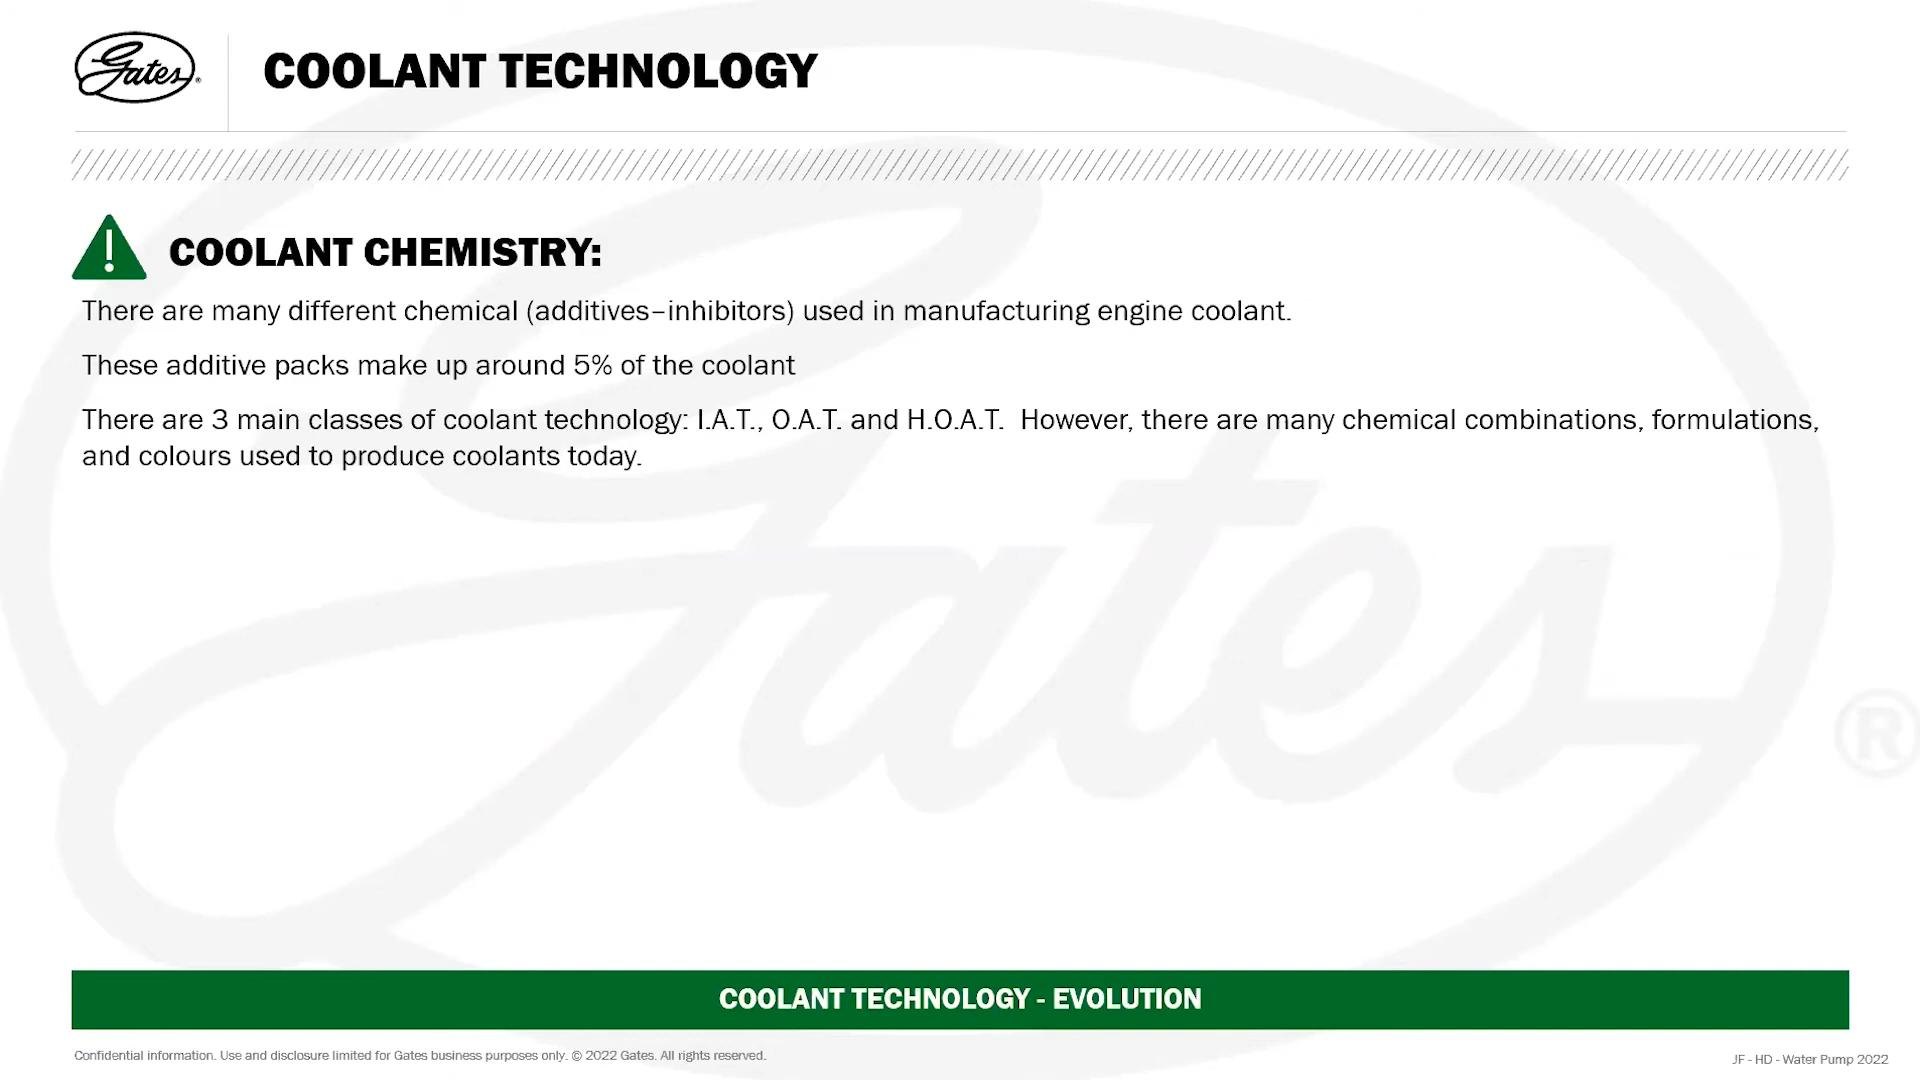 Gates®
COOLANT TECHNOLOGY
COOLANT CHEMISTRY:
There are many different chemical (additives–inhibitors) used in manufacturing engine coolant.
These additive packs make up around 5% of the coolant
There are 3 main classes of coolant technology: I.A.T., O.A.T. and H.O.A.T.  However, there are many chemical combinations, formulations,
and colours used to produce coolants today.
Gates®
COOLANT TECHNOLOGY - EVOLUTION
Confidential information. Use and disclosure limited for Gates business purposes only. © 2022 Gates. All rights reserved.
JF - HD - Water Pump 2022